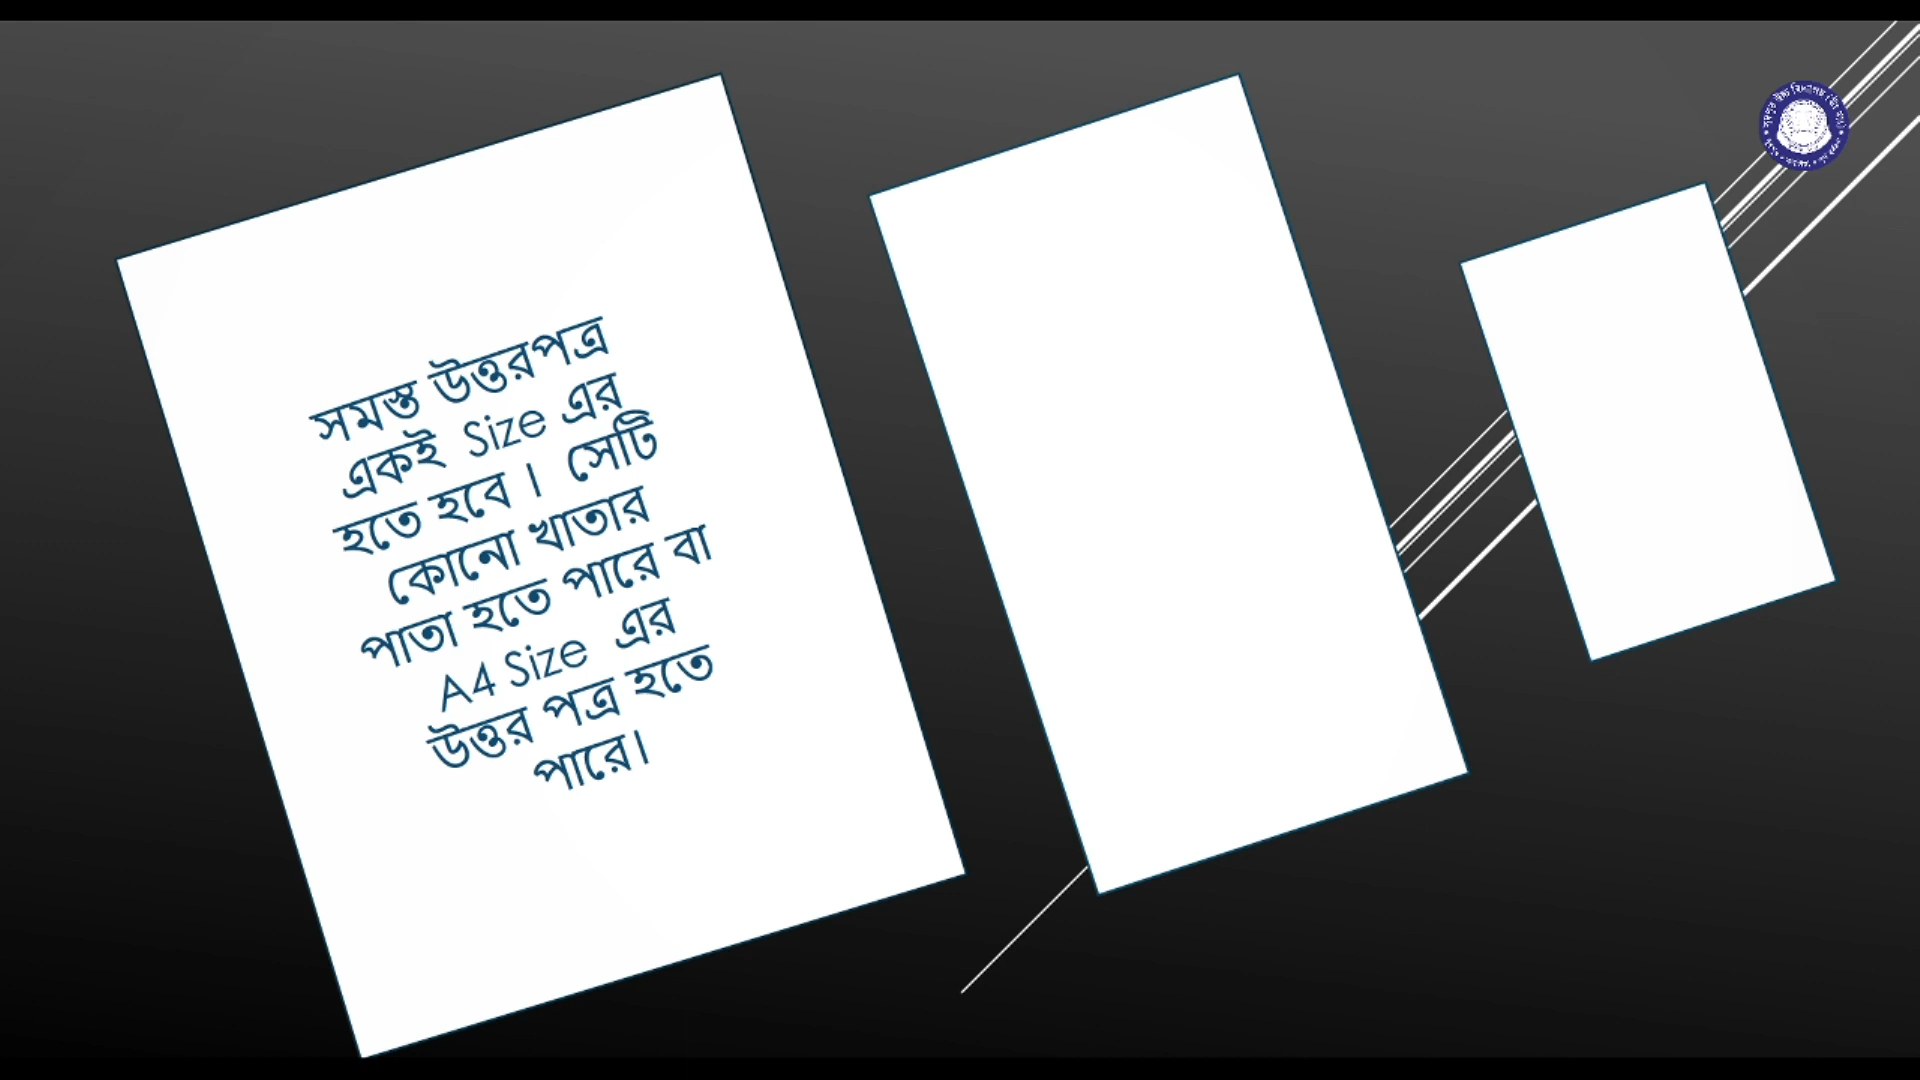 সমস্ত উত্তরপত্র
একই Size এর
হতে হবে । সেটি
কোনো খাতার
পাতা হতে পারে বা
A4 Size এর
উত্তর পত্র হতে
পারে।